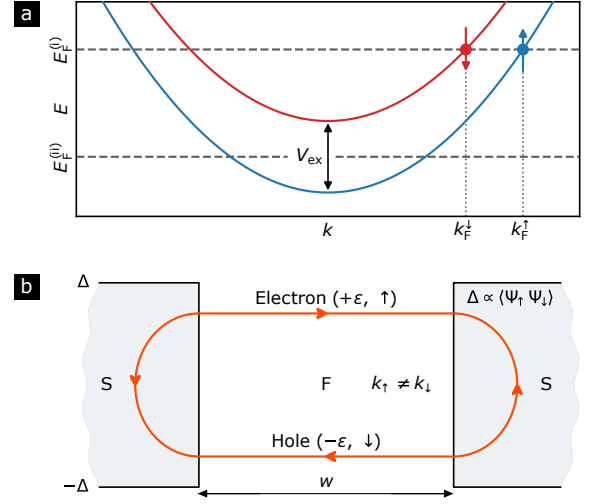 a
E_F^(i)
E
E_F^(ii)
V_ex
k
k_F^↓
k_F^↑
b
Δ
Electron (+ε, ↑)
Δ ∝ ⟨Ψ↑ Ψ↓⟩
S
F
k↑ ≠ k↓
S
Hole (−ε, ↓)
−Δ
w